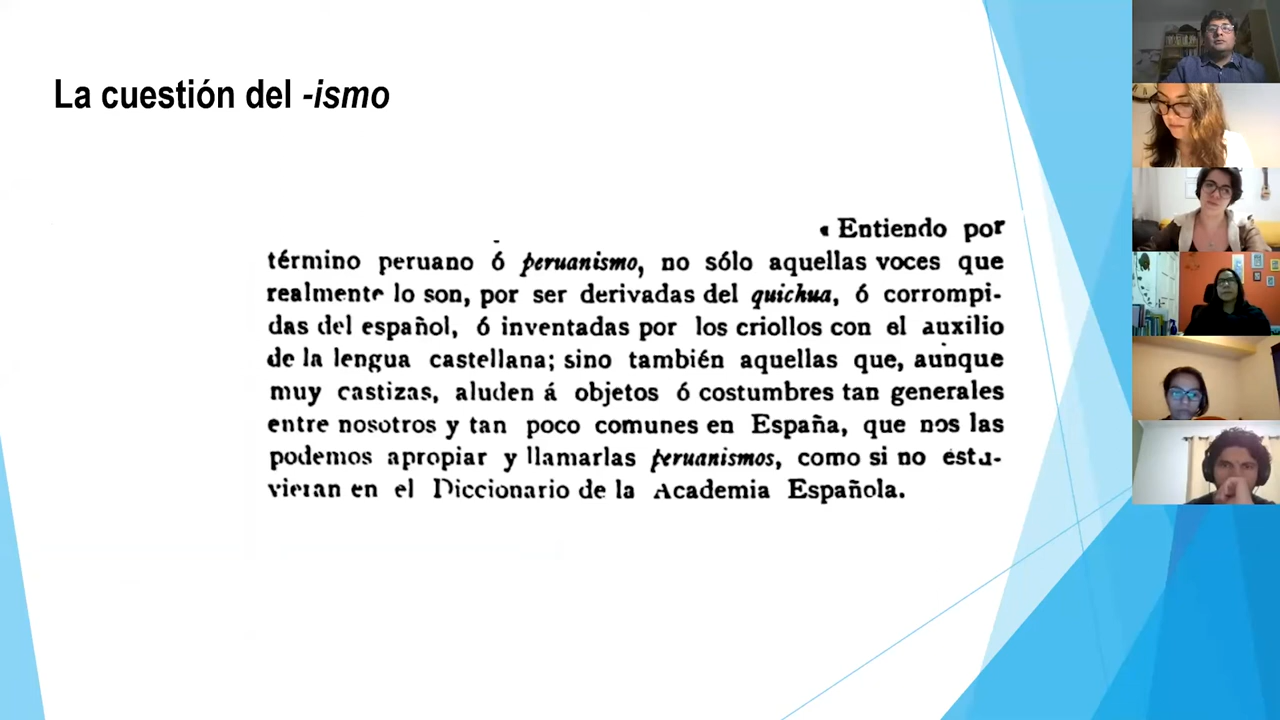 La cuestión del -ismo
« Entiendo por
término peruano ó peruanismo, no sólo aquellas voces que
realmente lo son, por ser derivadas del quichua, ó corrompi-
das del español, ó inventadas por los criollos con el auxilio
de la lengua castellana; sino también aquellas que, aunque
muy castizas, aluden á objetos ó costumbres tan generales
entre nosotros y tan poco comunes en España, que nos las
podemos apropiar y llamarlas peruanismos, como si no estu-
vieran en el Diccionario de la Academia Española.